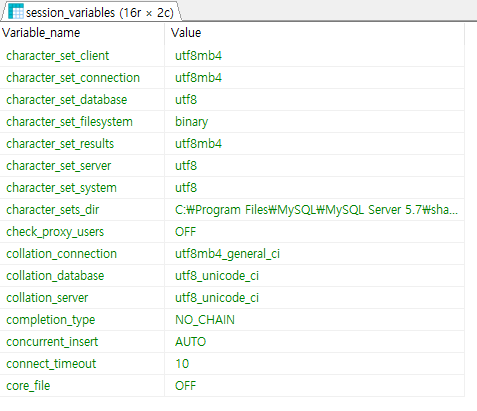 session_variables (16r × 2c)
Variable_name Value
character_set_client utf8mb4
character_set_connection utf8mb4
character_set_database utf8
character_set_filesystem binary
character_set_results utf8mb4
character_set_server utf8
character_set_system utf8
character_sets_dir C:₩Program Files₩MySQL₩MySQL Server 5.7₩sha...
check_proxy_users OFF
collation_connection utf8mb4_general_ci
collation_database utf8_unicode_ci
collation_server utf8_unicode_ci
completion_type NO_CHAIN
concurrent_insert AUTO
connect_timeout 10
core_file OFF